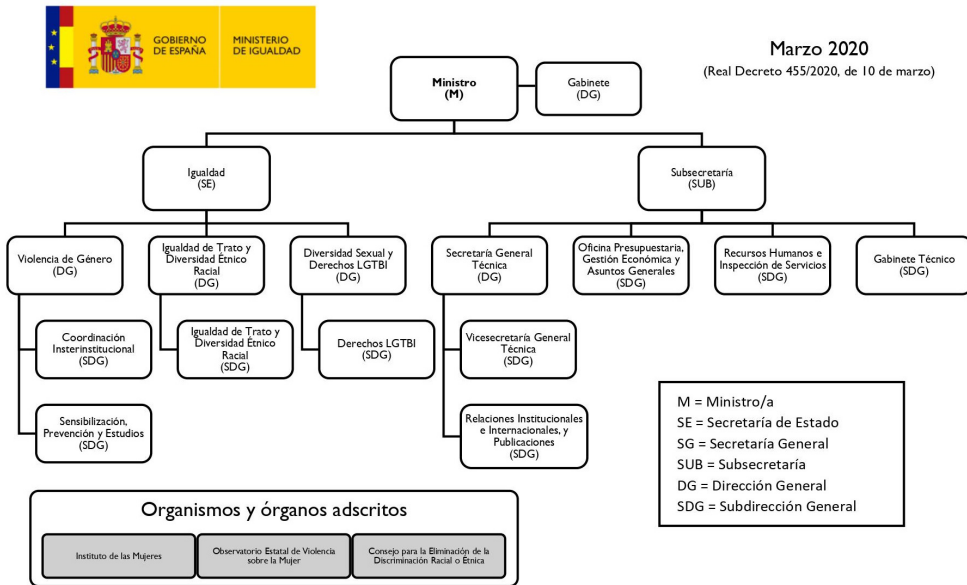 GOBIERNO
DE ESPAÑA
MINISTERIO
DE IGUALDAD
Marzo 2020
(Real Decreto 455/2020, de 10 de marzo)
Ministro
(M)
Gabinete
(DG)
Igualdad
(SE)
Subsecretaría
(SUB)
Violencia de Género
(DG)
Igualdad de Trato y
Diversidad Étnico
Racial
(DG)
Diversidad Sexual y
Derechos LGTBI
(DG)
Secretaría General
Técnica
(DG)
Oficina Presupuestaria,
Gestión Económica y
Asuntos Generales
(SDG)
Recursos Humanos e
Inspección de Servicios
(SDG)
Gabinete Técnico
(SDG)
Coordinación
Insterinstitucional
(SDG)
Igualdad de Trato y
Diversidad Étnico
Racial
(SDG)
Derechos LGTBI
(SDG)
Vicesecretaría General
Técnica
(SDG)
Sensibilización,
Prevención y Estudios
(SDG)
Relaciones Institucionales
e Internacionales, y
Publicaciones
(SDG)
M = Ministro/a
SE = Secretaría de Estado
SG = Secretaría General
SUB = Subsecretaría
DG = Dirección General
SDG = Subdirección General
Organismos y órganos adscritos
Instituto de las Mujeres
Observatorio Estatal de Violencia
sobre la Mujer
Consejo para la Eliminación de la
Discriminación Racial o Étnica